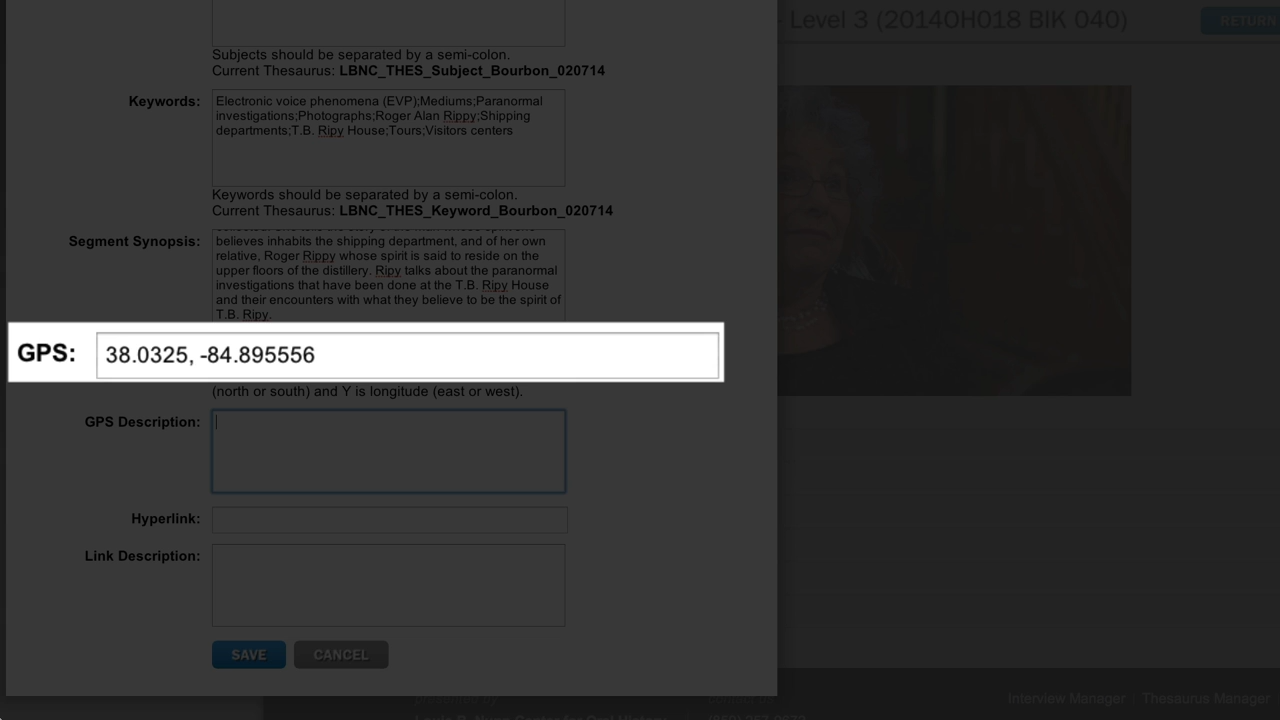 - Level 3 (2014OH018 BIK 040)
RETURN
Subjects should be separated by a semi-colon.
Current Thesaurus: LBNC_THES_Subject_Bourbon_020714
Keywords:
Electronic voice phenomena (EVP);Mediums;Paranormal
investigations;Photographs;Roger Alan Rippy;Shipping
departments;T.B. Ripy House;Tours;Visitors centers
Keywords should be separated by a semi-colon.
Current Thesaurus: LBNC_THES_Keyword_Bourbon_020714
Segment Synopsis:
believes inhabits the shipping department, and of her own
relative, Roger Rippy whose spirit is said to reside on the
upper floors of the distillery. Ripy talks about the paranormal
investigations that have been done at the T.B. Ripy House
and their encounters with what they believe to be the spirit of
T.B. Ripy.
GPS: 38.0325, -84.895556
(north or south) and Y is longitude (east or west).
GPS Description:
Hyperlink:
Link Description:
SAVE CANCEL
presented by
contact us
Interview Manager | Thesaurus Manager